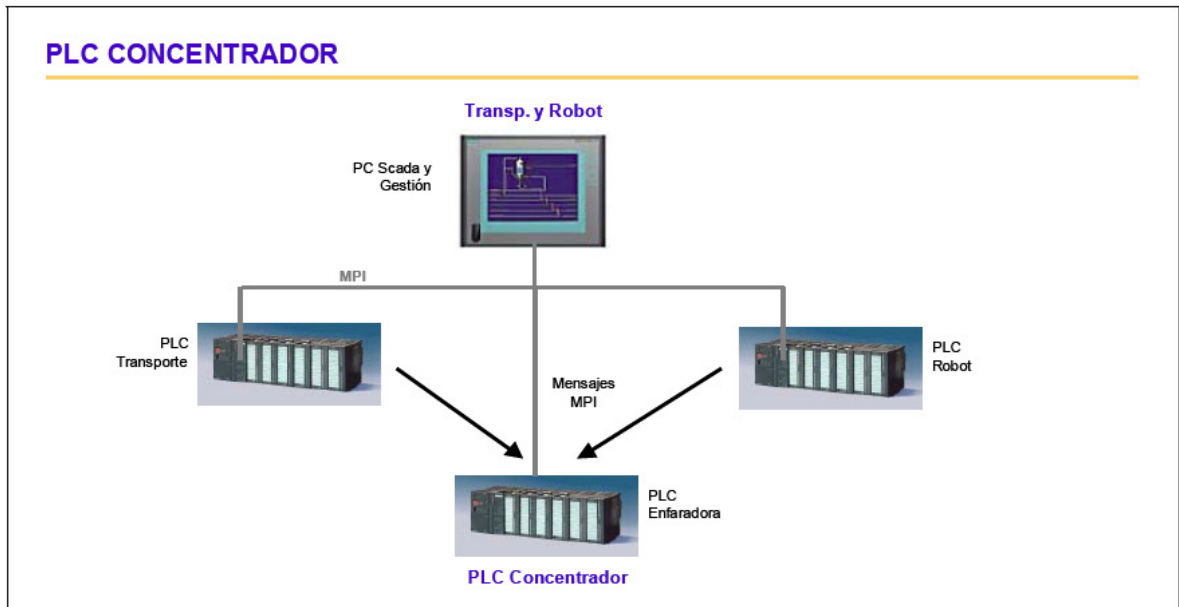 PLC CONCENTRADOR
Transp. y Robot
PC Scada y
Gestión
MPI
PLC
Transporte
PLC
Robot
Mensajes
MPI
PLC
Enfaradora
PLC Concentrador